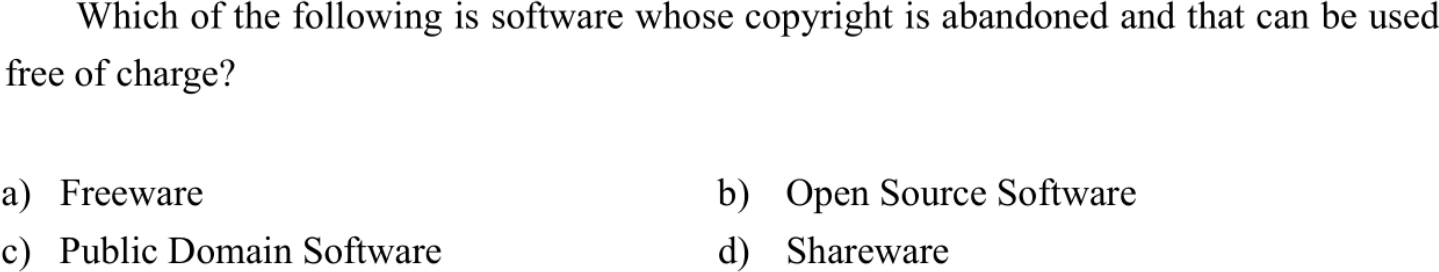 Which of the following is software whose copyright is abandoned and that can be used
free of charge?
a) Freeware b) Open Source Software
c) Public Domain Software d) Shareware